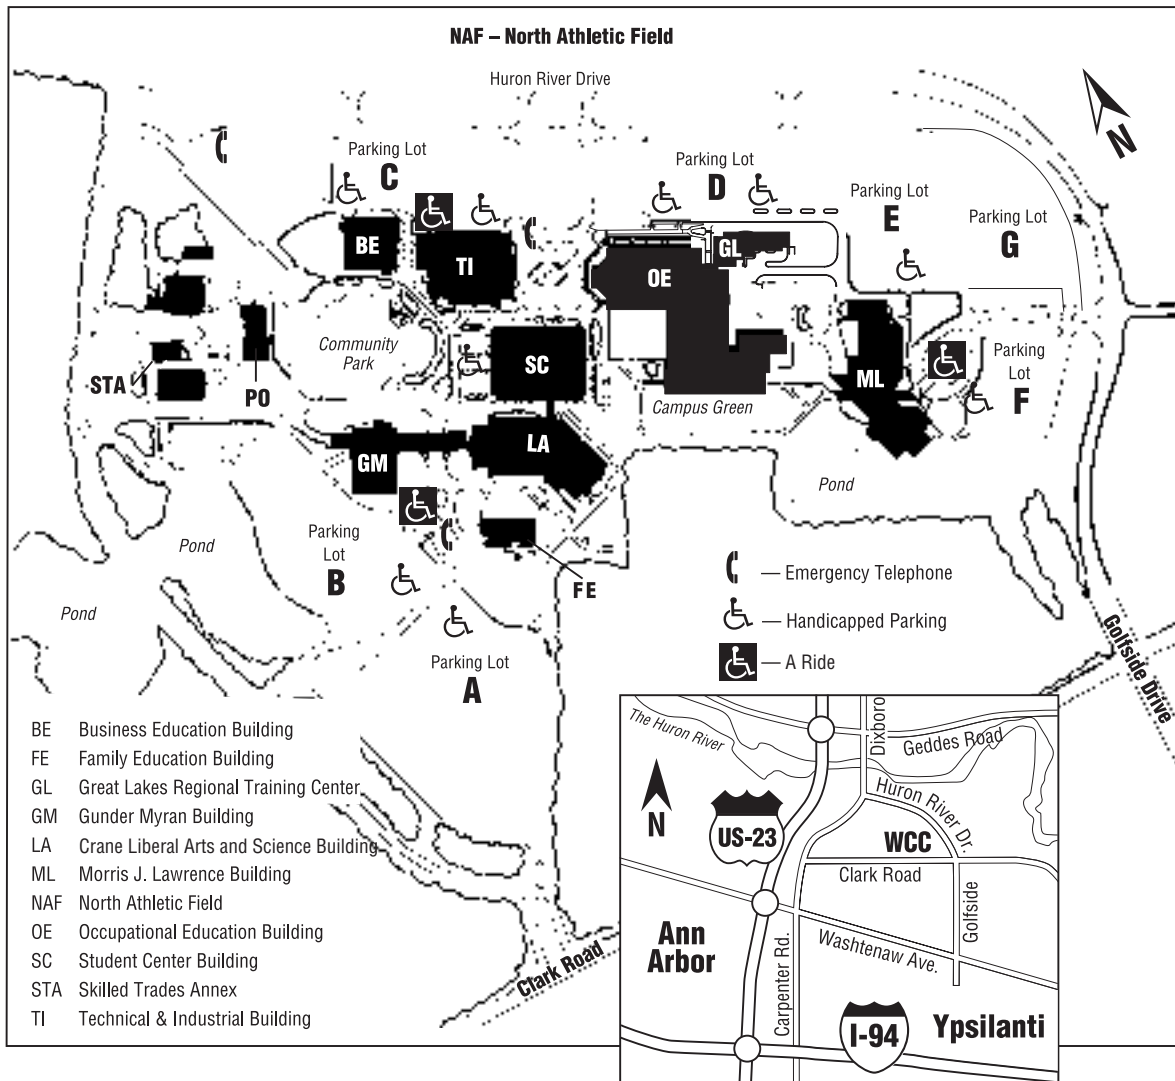 NAF – North Athletic Field
Huron River Drive
N
Parking Lot
C
Parking Lot
D
Parking Lot
E
Parking Lot
G
BE
TI
OE
GL
Community
Park
SC
ML
Parking
Lot
F
STA
PO
Campus Green
LA
GM
Pond
Pond
Pond
Parking
Lot
B
FE
Parking Lot
A
— Emergency Telephone
— Handicapped Parking
— A Ride
Golfside Drive
Clark Road
BE Business Education Building
FE Family Education Building
GL Great Lakes Regional Training Center
GM Gunder Myran Building
LA Crane Liberal Arts and Science Building
ML Morris J. Lawrence Building
NAF North Athletic Field
OE Occupational Education Building
SC Student Center Building
STA Skilled Trades Annex
TI Technical & Industrial Building
The Huron River
Dixboro
Geddes Road
N
US-23
Huron River Dr.
WCC
Clark Road
Golfside
Ann
Arbor
Carpenter Rd.
Washtenaw Ave.
I-94
Ypsilanti